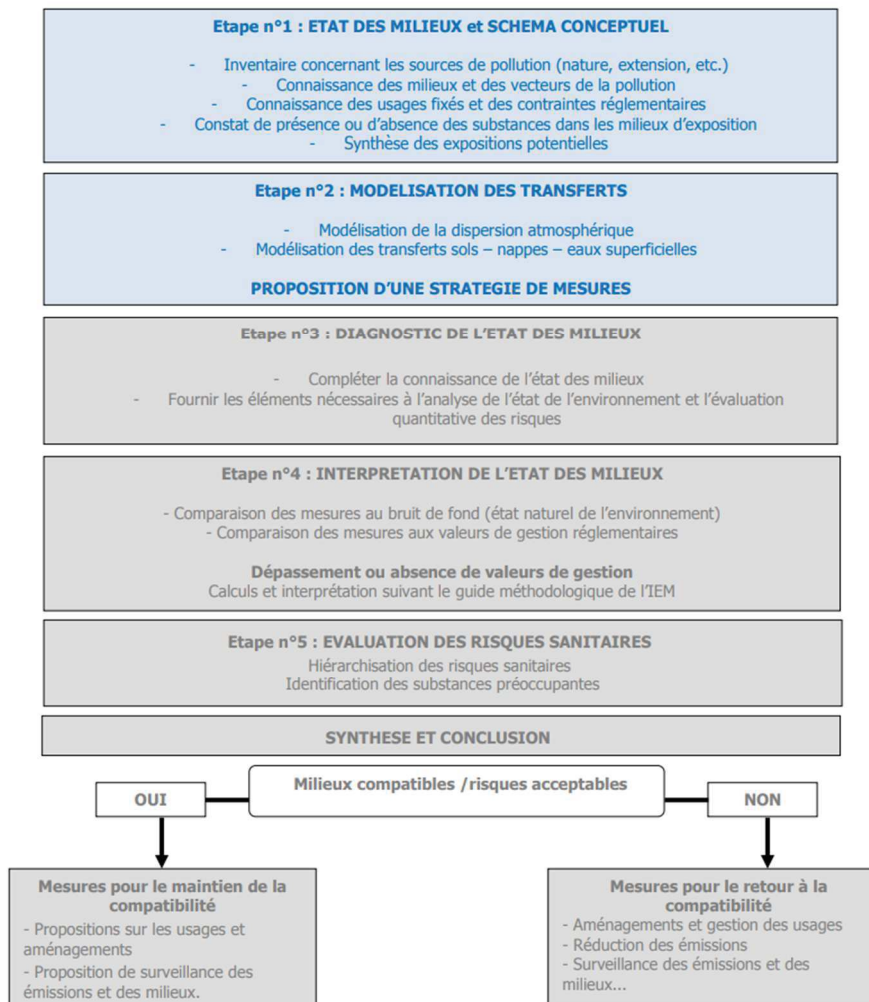 Etape n°1 : ETAT DES MILIEUX et SCHEMA CONCEPTUEL
- Inventaire concernant les sources de pollution (nature, extension, etc.)
- Connaissance des milieux et des vecteurs de la pollution
- Connaissance des usages fixés et des contraintes réglementaires
- Constat de présence ou d'absence des substances dans les milieux d'exposition
- Synthèse des expositions potentielles
Etape n°2 : MODELISATION DES TRANSFERTS
- Modélisation de la dispersion atmosphérique
- Modélisation des transferts sols – nappes – eaux superficielles
PROPOSITION D'UNE STRATEGIE DE MESURES
Etape n°3 : DIAGNOSTIC DE L'ETAT DES MILIEUX
- Compléter la connaissance de l'état des milieux
- Fournir les éléments nécessaires à l'analyse de l'état de l'environnement et l'évaluation
quantitative des risques
Etape n°4 : INTERPRETATION DE L'ETAT DES MILIEUX
- Comparaison des mesures au bruit de fond (état naturel de l'environnement)
- Comparaison des mesures aux valeurs de gestion réglementaires
Dépassement ou absence de valeurs de gestion
Calculs et interprétation suivant le guide méthodologique de l'IEM
Etape n°5 : EVALUATION DES RISQUES SANITAIRES
Hiérarchisation des risques sanitaires
Identification des substances préoccupantes
SYNTHESE ET CONCLUSION
Milieux compatibles /risques acceptables
OUI
NON
Mesures pour le maintien de la
compatibilité
- Propositions sur les usages et
aménagements
- Proposition de surveillance des
émissions et des milieux.
Mesures pour le retour à la
compatibilité
- Aménagements et gestion des usages
- Réduction des émissions
- Surveillance des émissions et des
milieux...